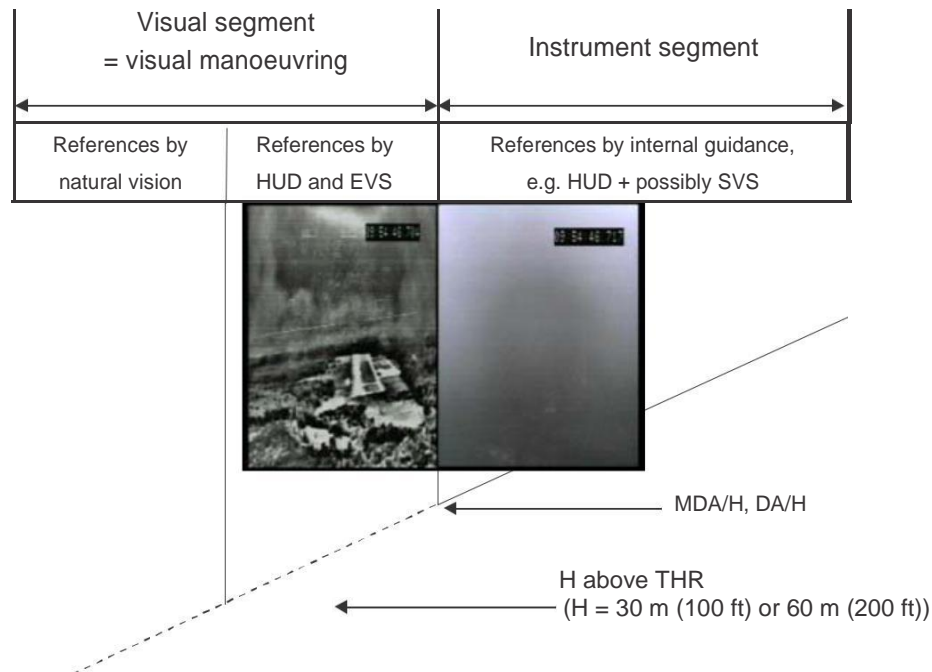 Visual segment
= visual manoeuvring
Instrument segment
References by
natural vision
References by
HUD and EVS
References by internal guidance,
e.g. HUD + possibly SVS
MDA/H, DA/H
H above THR
(H = 30 m (100 ft) or 60 m (200 ft))